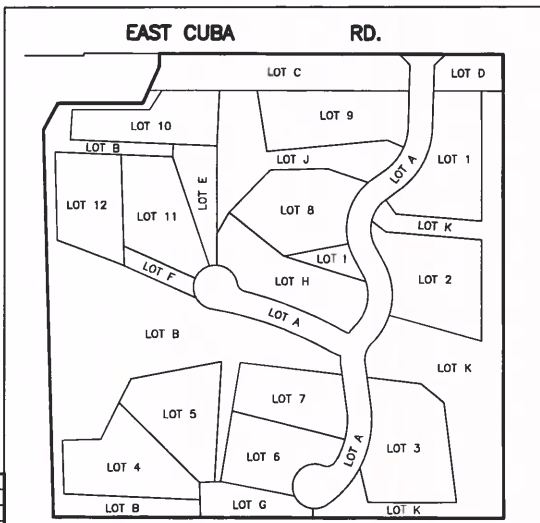 EAST CUBA RD.
LOT C
LOT D
LOT 10
LOT 9
LOT B
LOT J
LOT A
LOT 1
LOT E
LOT 12
LOT 11
LOT 8
LOT K
LOT 1
LOT F
LOT H
LOT 2
LOT A
LOT B
LOT K
LOT 7
LOT 5
LOT 3
LOT A
LOT 6
LOT 4
LOT B
LOT G
LOT K